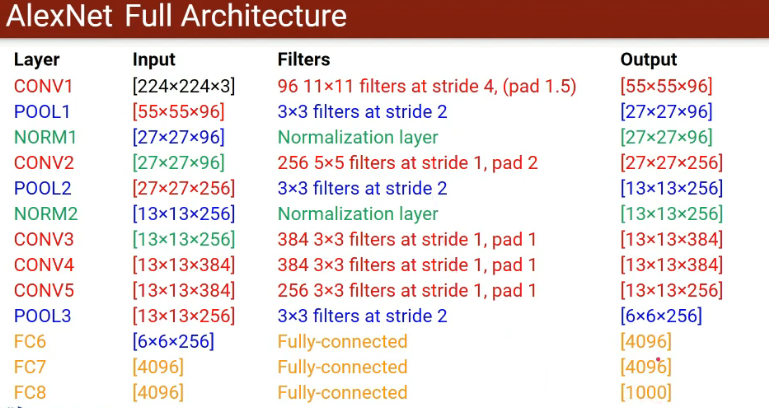 AlexNet Full Architecture
Layer Input Filters Output
CONV1 [224×224×3] 96 11×11 filters at stride 4, (pad 1.5) [55×55×96]
POOL1 [55×55×96] 3×3 filters at stride 2 [27×27×96]
NORM1 [27×27×96] Normalization layer [27×27×96]
CONV2 [27×27×96] 256 5×5 filters at stride 1, pad 2 [27×27×256]
POOL2 [27×27×256] 3×3 filters at stride 2 [13×13×256]
NORM2 [13×13×256] Normalization layer [13×13×256]
CONV3 [13×13×256] 384 3×3 filters at stride 1, pad 1 [13×13×384]
CONV4 [13×13×384] 384 3×3 filters at stride 1, pad 1 [13×13×384]
CONV5 [13×13×384] 256 3×3 filters at stride 1, pad 1 [13×13×256]
POOL3 [13×13×256] 3×3 filters at stride 2 [6×6×256]
FC6 [6×6×256] Fully-connected [4096]
FC7 [4096] Fully-connected [4096]
FC8 [4096] Fully-connected [1000]